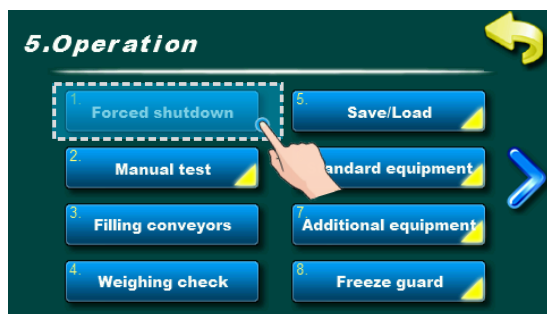 5.Operation
1.
Forced shutdown
2.
Manual test
3.
Filling conveyors
4.
Weighing check
5.
Save/Load
andard equipment
7.
Additional equipment
8.
Freeze guard